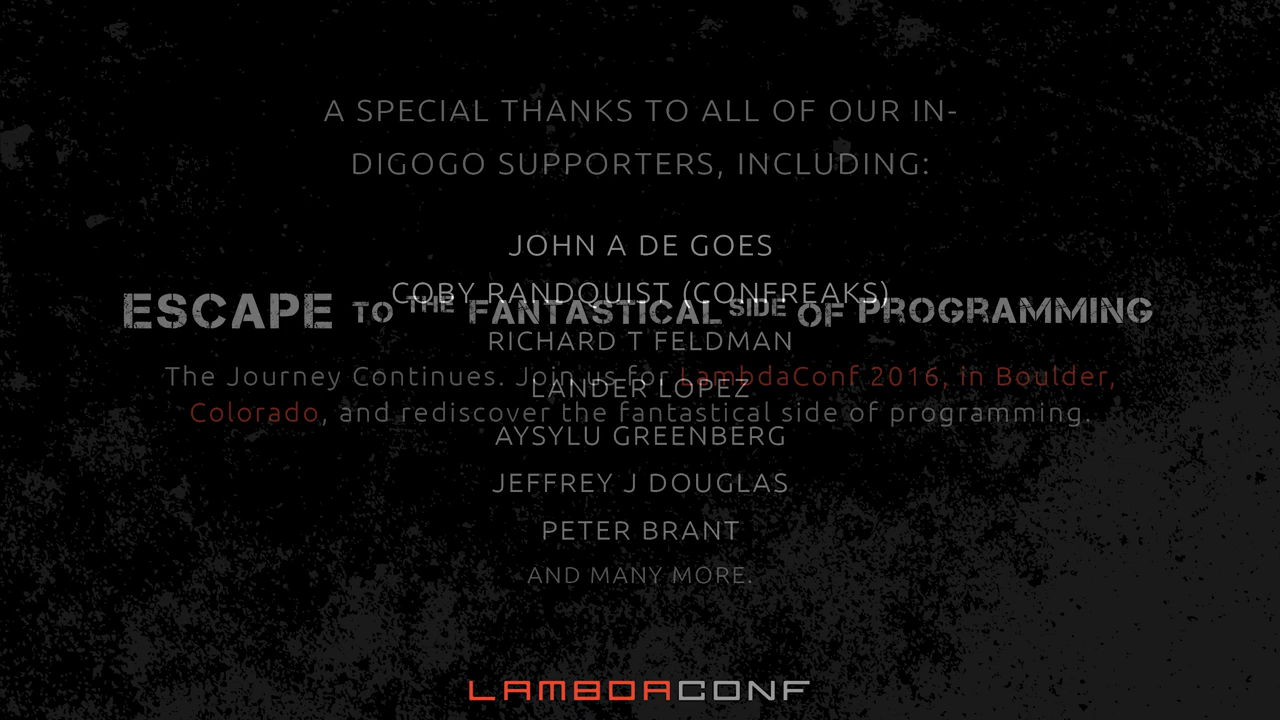 A SPECIAL THANKS TO ALL OF OUR IN-
DIGOGO SUPPORTERS, INCLUDING:
JOHN A DE GOES
COBY RANDQUIST (CONFREAKS)
ESCAPE TO THE FANTASTICAL SIDE OF PROGRAMMING
RICHARD T FELDMAN
The Journey Continues. Join us for LambdaConf 2016, in Boulder,
LANDER LOPEZ
Colorado, and rediscover the fantastical side of programming.
AYSYLU GREENBERG
JEFFREY J DOUGLAS
PETER BRANT
AND MANY MORE.
LAMBDACONF